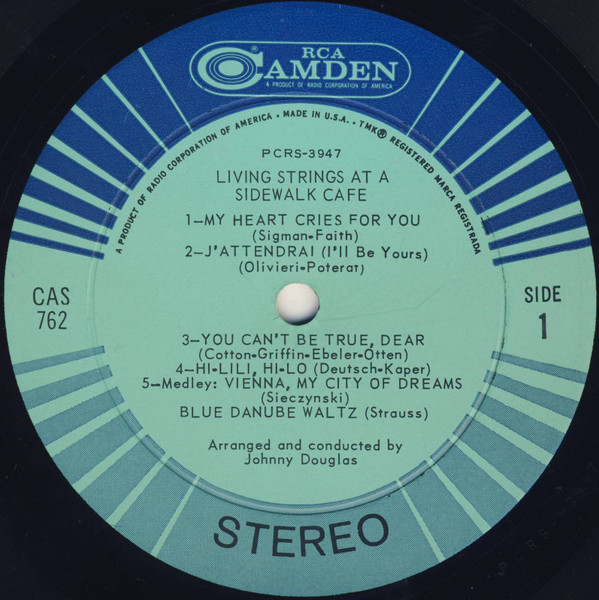 RCA
CAMDEN
®
A PRODUCT OF RADIO CORPORATION OF AMERICA
A PRODUCT OF RADIO CORPORATION OF AMERICA • MADE IN U.S.A. • TMK® REGISTERED MARCA REGISTRADA
PCRS-3947
LIVING STRINGS AT A
SIDEWALK CAFE
1—MY HEART CRIES FOR YOU
(Sigman-Faith)
2—J'ATTENDRAI (I'll Be Yours)
(Olivieri-Poterat)
CAS
762
SIDE
1
3—YOU CAN'T BE TRUE, DEAR
(Cotton-Griffin-Ebeler-Otten)
4—HI-LILI, HI-LO (Deutsch-Kaper)
5—Medley: VIENNA, MY CITY OF DREAMS
(Sieczynski)
BLUE DANUBE WALTZ (Strauss)
Arranged and conducted by
Johnny Douglas
STEREO